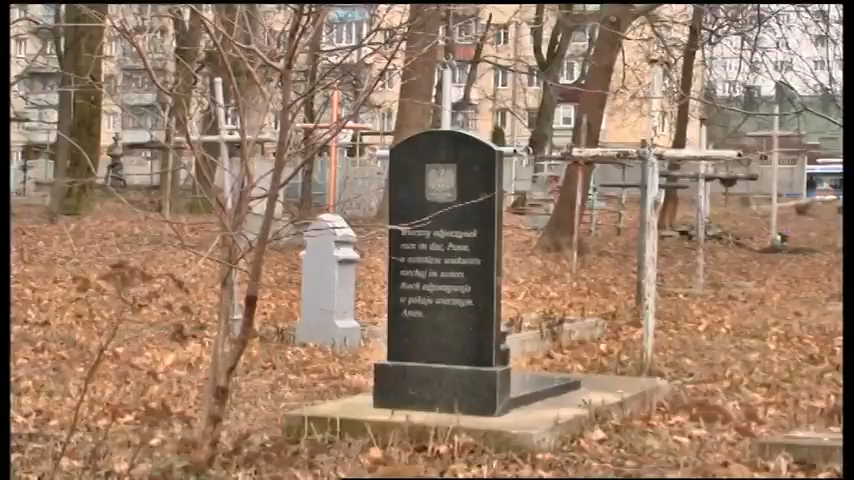 Wieczny odpoczynek
racz im dać, Panie,
a światłość wiekuista
niechaj im świeci.
Niech odpoczywają
w pokoju wiecznym.
Amen.